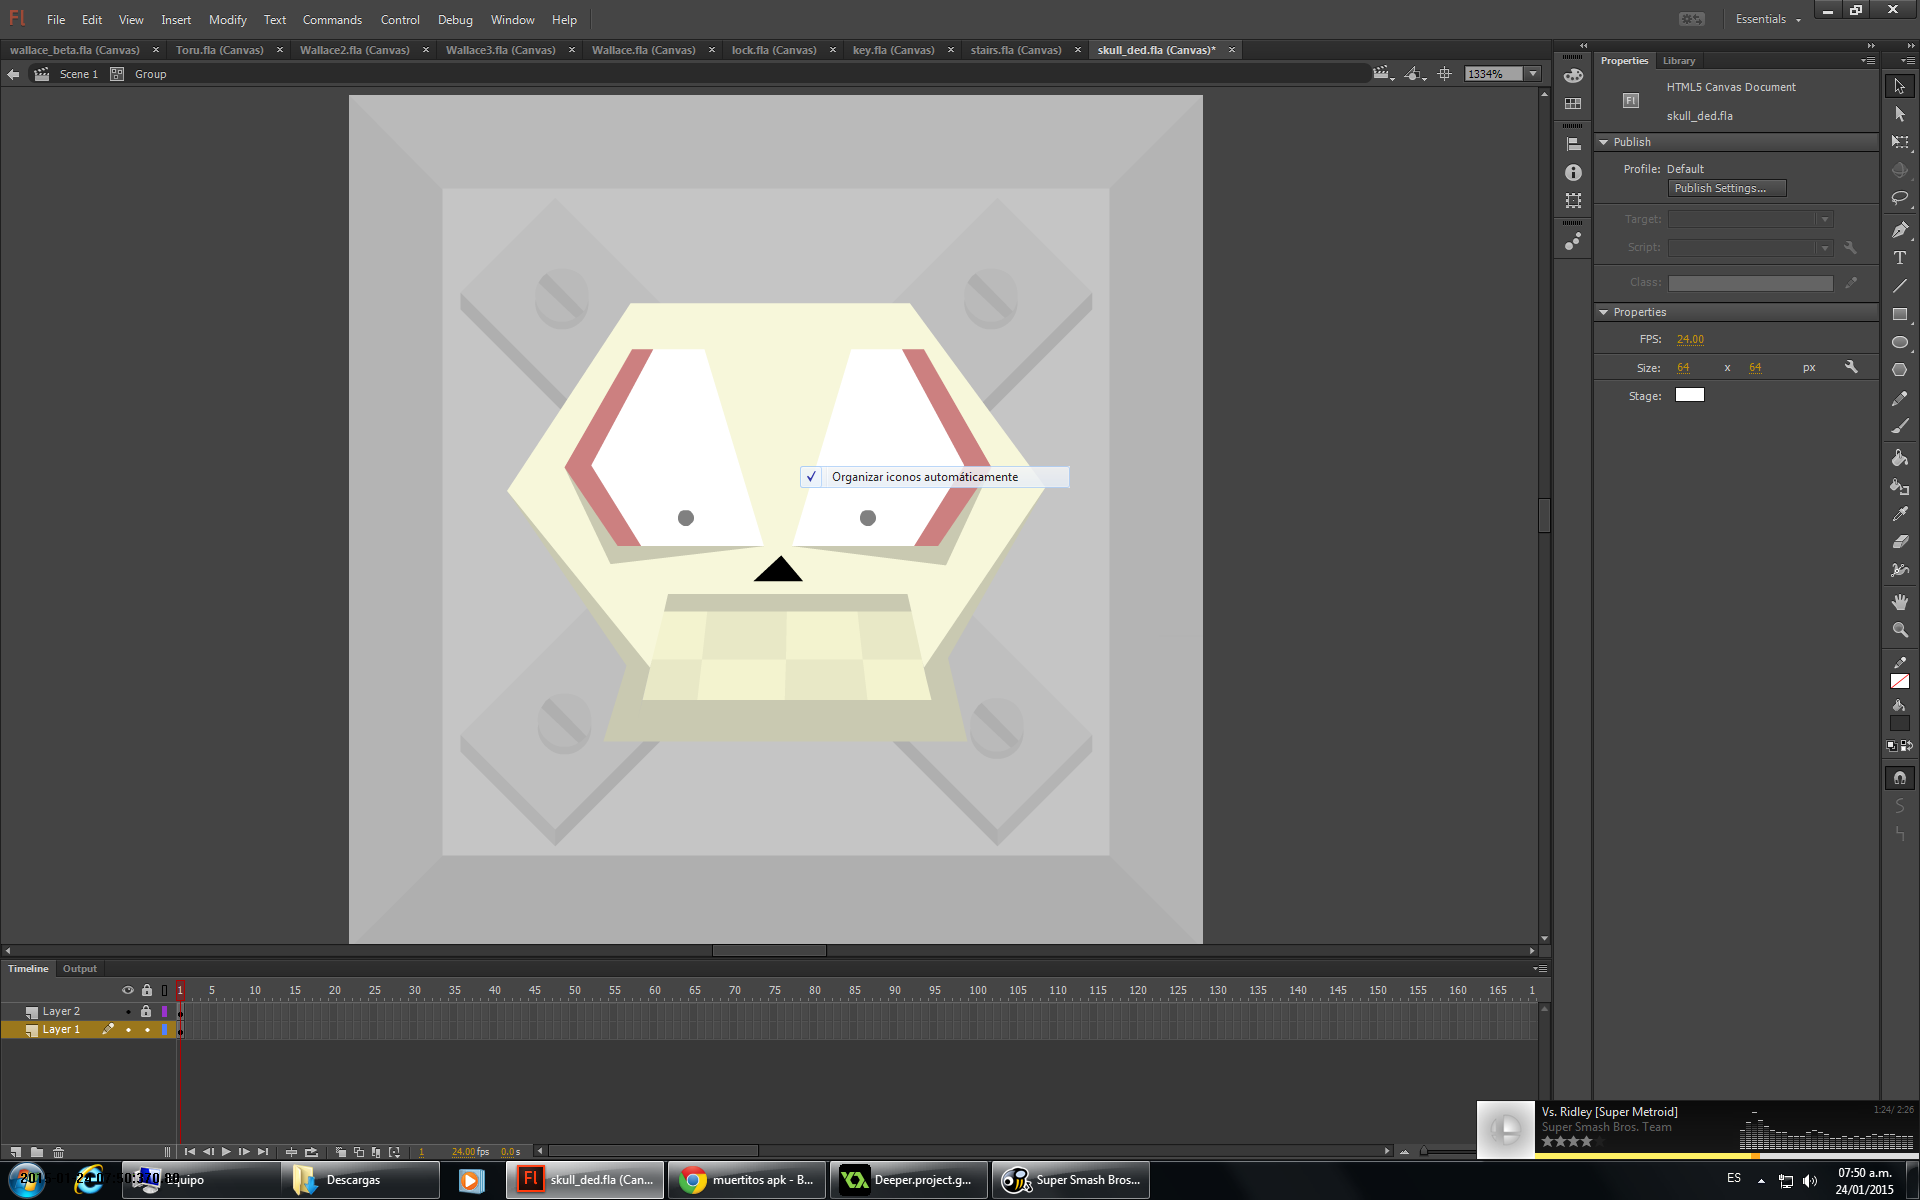 Fl File Edit View Insert Modify Text Commands Control Debug Window Help Essentials
wallace_beta.fla (Canvas) Toru.fla (Canvas) Wallace2.fla (Canvas) Wallace3.fla (Canvas) Wallace.fla (Canvas) lock.fla (Canvas) key.fla (Canvas) stairs.fla (Canvas) skull_ded.fla (Canvas)*
Scene 1 Group 1334%
Properties Library
HTML5 Canvas Document
Fl
skull_ded.fla
Publish
Profile: Default
Publish Settings...
Target:
Script:
Class:
Properties
FPS: 24.00
Size: 64 x 64 px
Stage:
Organizar iconos automáticamente
Timeline Output
1 5 10 15 20 25 30 35 40 45 50 55 60 65 70 75 80 85 90 95 100 105 110 115 120 125 130 135 140 145 150 155 160 165 1
Layer 2
Layer 1
1 24.00 fps 0.0 s
Vs. Ridley [Super Metroid] 1:24/ 2:26
Super Smash Bros. Team
Equipo Descargas skull_ded.fla (Can... muertitos apk - B... Deeper.project.g... Super Smash Bros...
ES 07:50 a.m.
24/01/2015